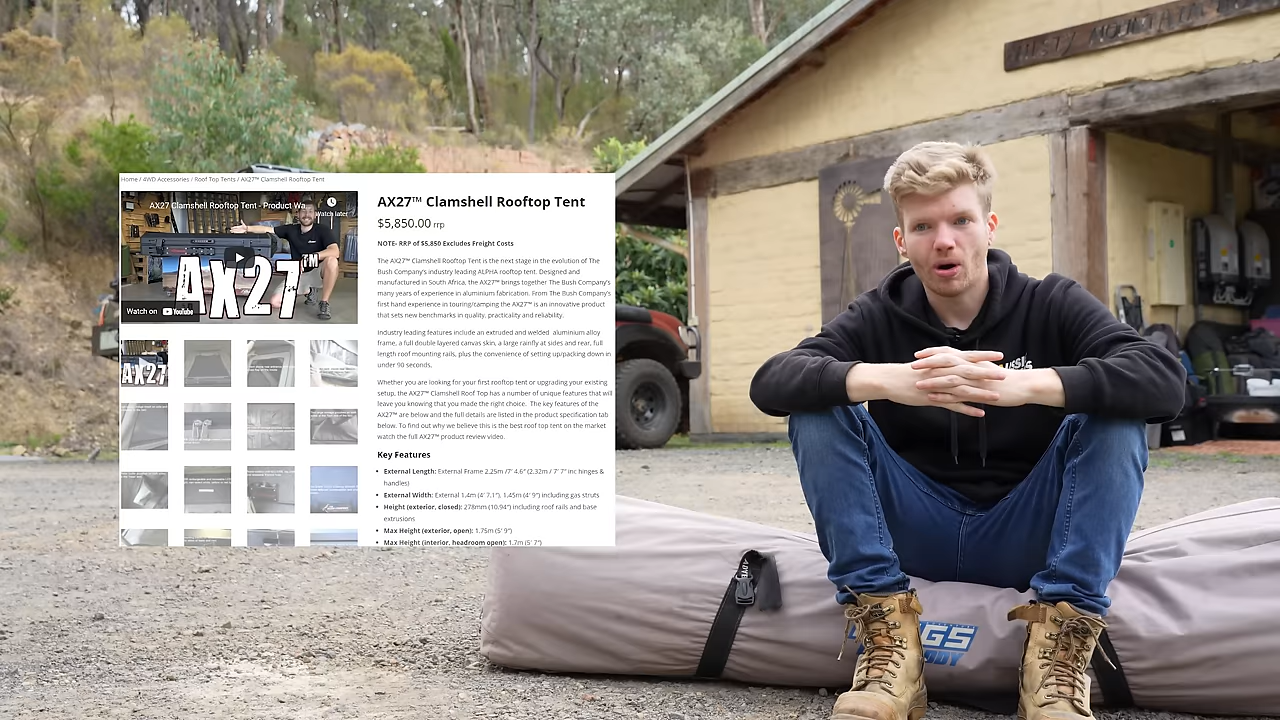 Home / 4WD Accessories / Roof Top Tents / AX27™ Clamshell Rooftop Tent
AX27 Clamshell Rooftop Tent - Product Wa...
Watch later
AX27™
Watch on YouTube
AX27
AX27™ Clamshell Rooftop Tent
$5,850.00 rrp
NOTE- RRP of $5,850 Excludes Freight Costs
The AX27™ Clamshell Rooftop Tent is the next stage in the evolution of The
Bush Company's industry leading ALPHA rooftop tent. Designed and
manufactured in South Africa, the AX27™ brings together The Bush Company's
many years of experience in aluminium fabrication. From The Bush Company's
first hand experience in touring/camping the AX27™ is an innovative product
that sets new benchmarks in quality, practicality and reliability.
Industry leading features include an extruded and welded aluminium alloy
frame, a full double layered canvas skin, a large rainfly at sides and rear, full
length roof mounting rails, plus the convenience of setting up/packing down in
under 90 seconds.
Whether you are looking for your first rooftop tent or upgrading your existing
setup, the AX27™ Clamshell Roof Top has a number of unique features that will
leave you knowing that you made the right choice. The key features of the
AX27™ are below and the full details are listed in the product specification tab
below. To find out why we believe this is the best roof top tent on the market
watch the full AX27™ product review video.
Key Features
External Length: External Frame 2.25m /7' 4.6" (2.32m / 7' 7" inc hinges &
handles)
External Width: External 1.4m (4' 7.1"), 1.45m (4' 9") including gas struts
Height (exterior, closed): 278mm (10.94") including roof rails and base
extrusions
Max Height (exterior, open): 1.75m (5' 9")
Max Height (interior, headroom open): 1.7m (5' 7")
MOUNTAIN
GS